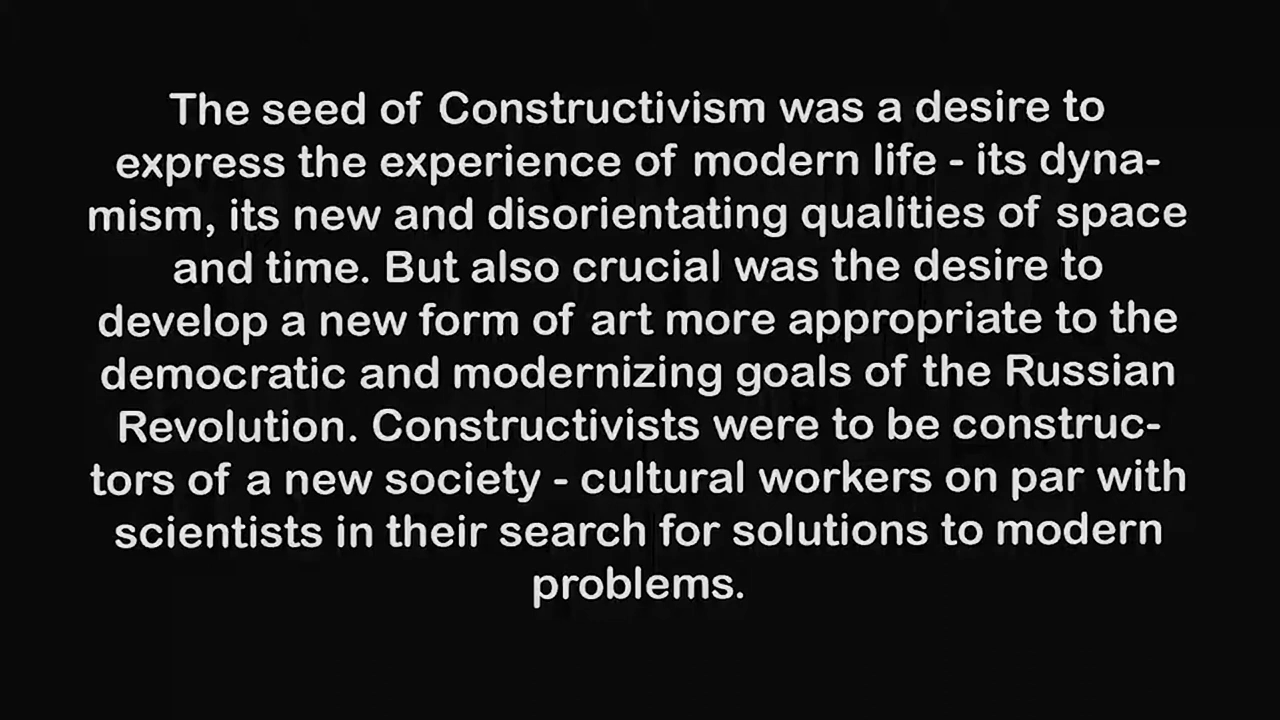 The seed of Constructivism was a desire to
express the experience of modern life - its dyna-
mism, its new and disorientating qualities of space
and time. But also crucial was the desire to
develop a new form of art more appropriate to the
democratic and modernizing goals of the Russian
Revolution. Constructivists were to be construc-
tors of a new society - cultural workers on par with
scientists in their search for solutions to modern
problems.